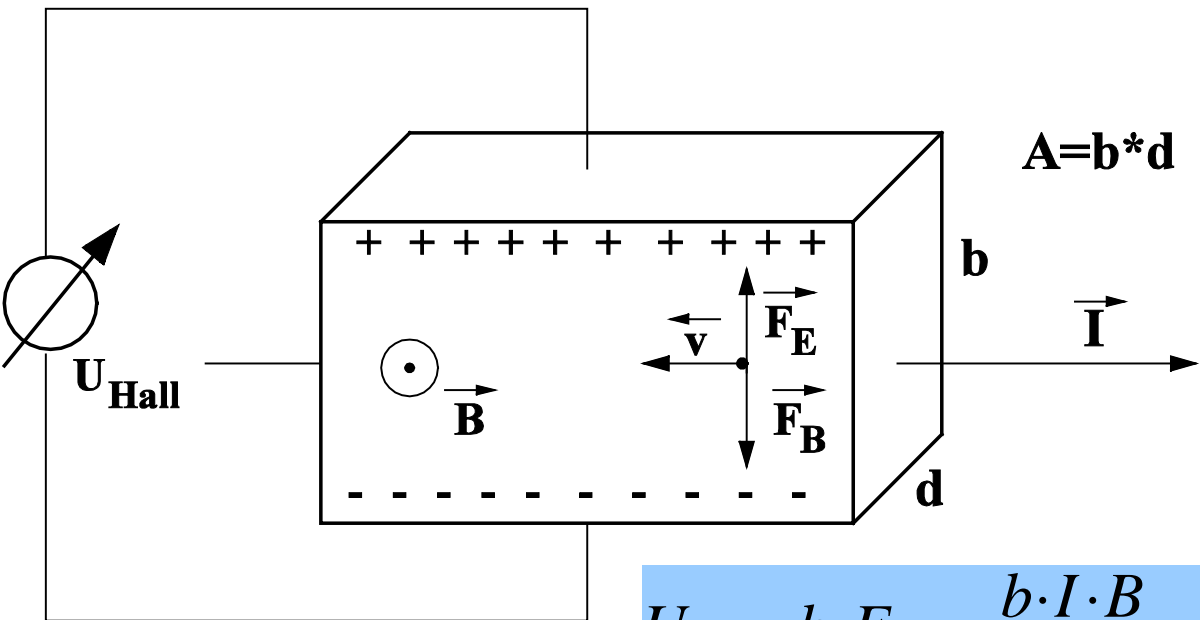 A=b*d
+ + + + + + + + + +
b
F_E
I
v
U_Hall
B
F_B
- - - - - - - - - -
d
b·I·B